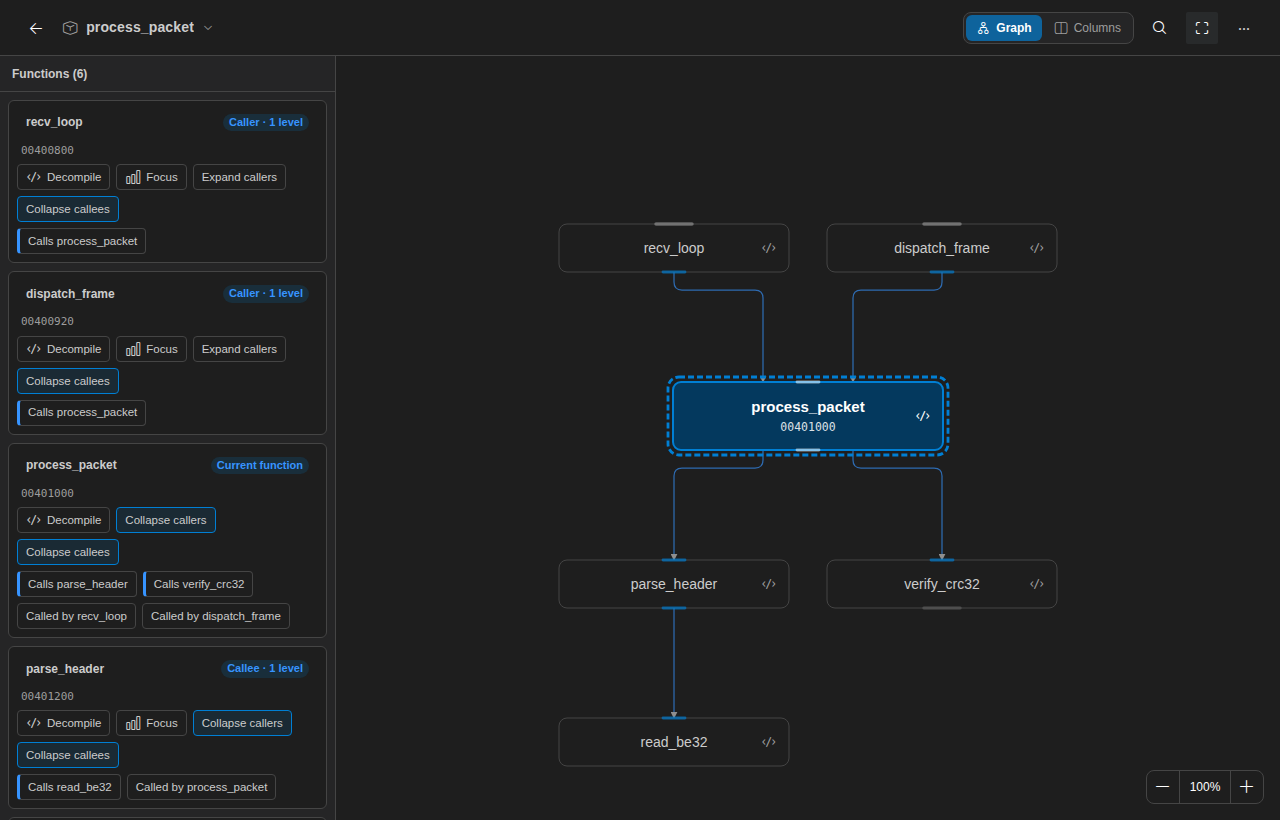 process_packet
Graph
Columns
Functions (6)
recv_loop
Caller · 1 level
00400800
Decompile
Focus
Expand callers
Collapse callees
Calls process_packet
dispatch_frame
Caller · 1 level
00400920
Decompile
Focus
Expand callers
Collapse callees
Calls process_packet
process_packet
Current function
00401000
Decompile
Collapse callers
Collapse callees
Calls parse_header
Calls verify_crc32
Called by recv_loop
Called by dispatch_frame
parse_header
Callee · 1 level
00401200
Decompile
Focus
Collapse callers
Collapse callees
Calls read_be32
Called by process_packet
recv_loop
dispatch_frame
process_packet
00401000
parse_header
verify_crc32
read_be32
100%